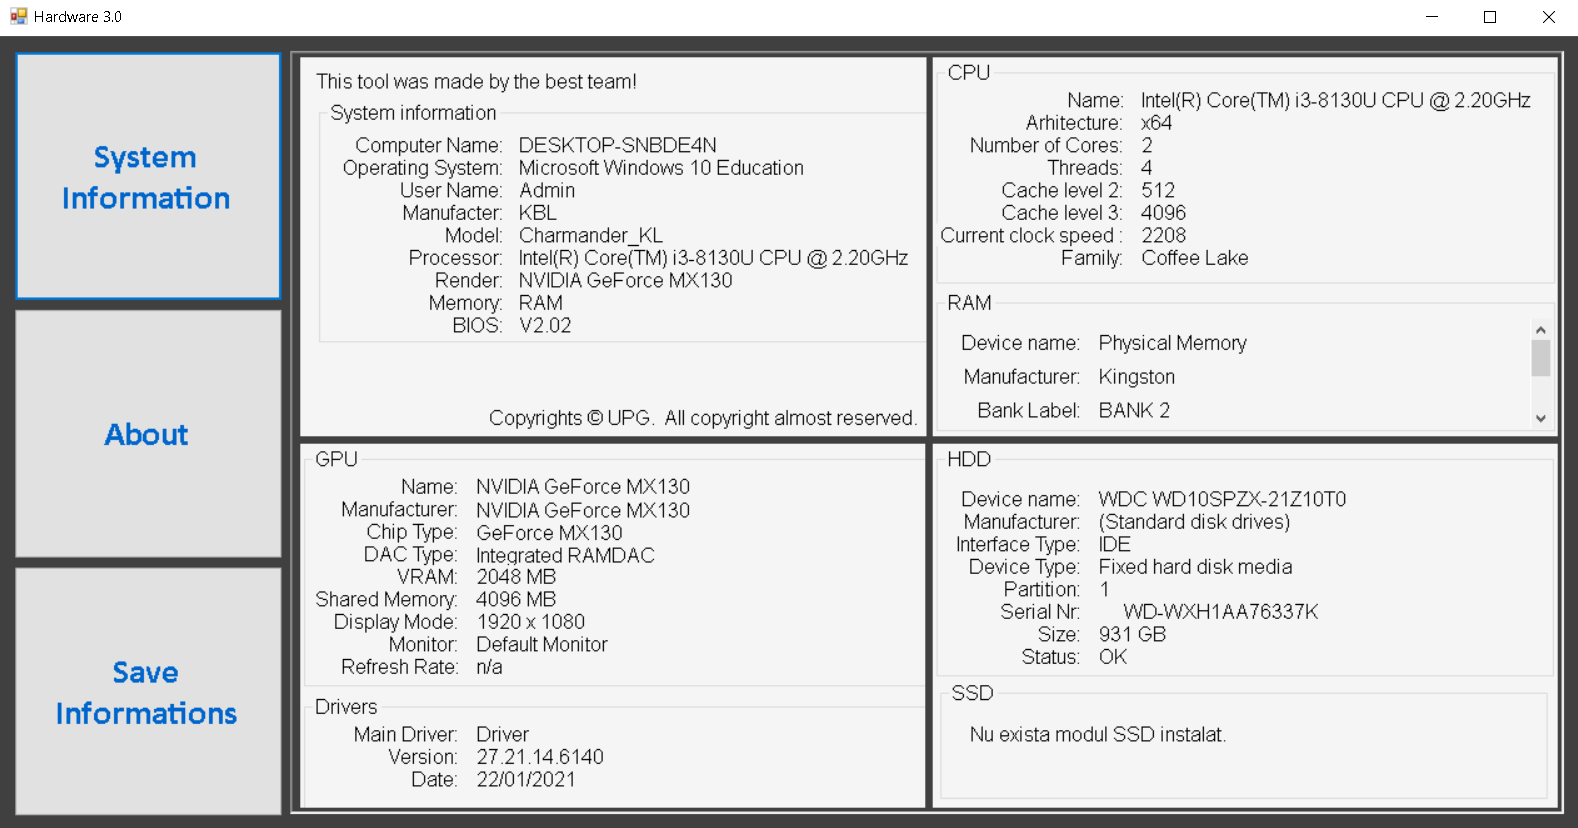 Hardware 3.0
System
Information
About
Save
Informations
This tool was made by the best team!
System information
Computer Name: DESKTOP-SNBDE4N
Operating System: Microsoft Windows 10 Education
User Name: Admin
Manufacter: KBL
Model: Charmander_KL
Processor: Intel(R) Core(TM) i3-8130U CPU @ 2.20GHz
Render: NVIDIA GeForce MX130
Memory: RAM
BIOS: V2.02
Copyrights © UPG. All copyright almost reserved.
CPU
Name: Intel(R) Core(TM) i3-8130U CPU @ 2.20GHz
Arhitecture: x64
Number of Cores: 2
Threads: 4
Cache level 2: 512
Cache level 3: 4096
Current clock speed : 2208
Family: Coffee Lake
RAM
Device name: Physical Memory
Manufacturer: Kingston
Bank Label: BANK 2
GPU
Name: NVIDIA GeForce MX130
Manufacturer: NVIDIA GeForce MX130
Chip Type: GeForce MX130
DAC Type: Integrated RAMDAC
VRAM: 2048 MB
Shared Memory: 4096 MB
Display Mode: 1920 x 1080
Monitor: Default Monitor
Refresh Rate: n/a
Drivers
Main Driver: Driver
Version: 27.21.14.6140
Date: 22/01/2021
HDD
Device name: WDC WD10SPZX-21Z10T0
Manufacturer: (Standard disk drives)
Interface Type: IDE
Device Type: Fixed hard disk media
Partition: 1
Serial Nr: WD-WXH1AA76337K
Size: 931 GB
Status: OK
SSD
Nu exista modul SSD instalat.